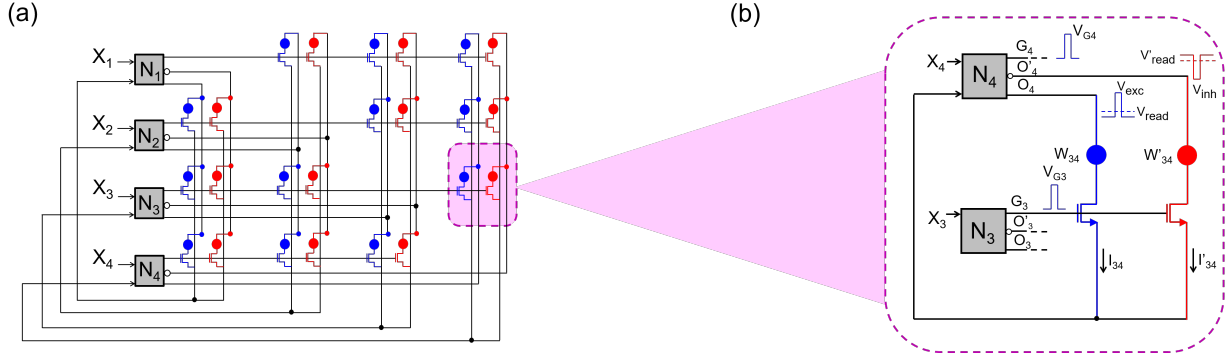 (a)
X1
N1
X2
N2
X3
N3
X4
N4
(b)
X4
N4
G4
O'4
O4
VG4
V'read
Vinh
Vexc
Vread
W34
W'34
VG3
X3
N3
G3
O'3
O3
I34
I'34